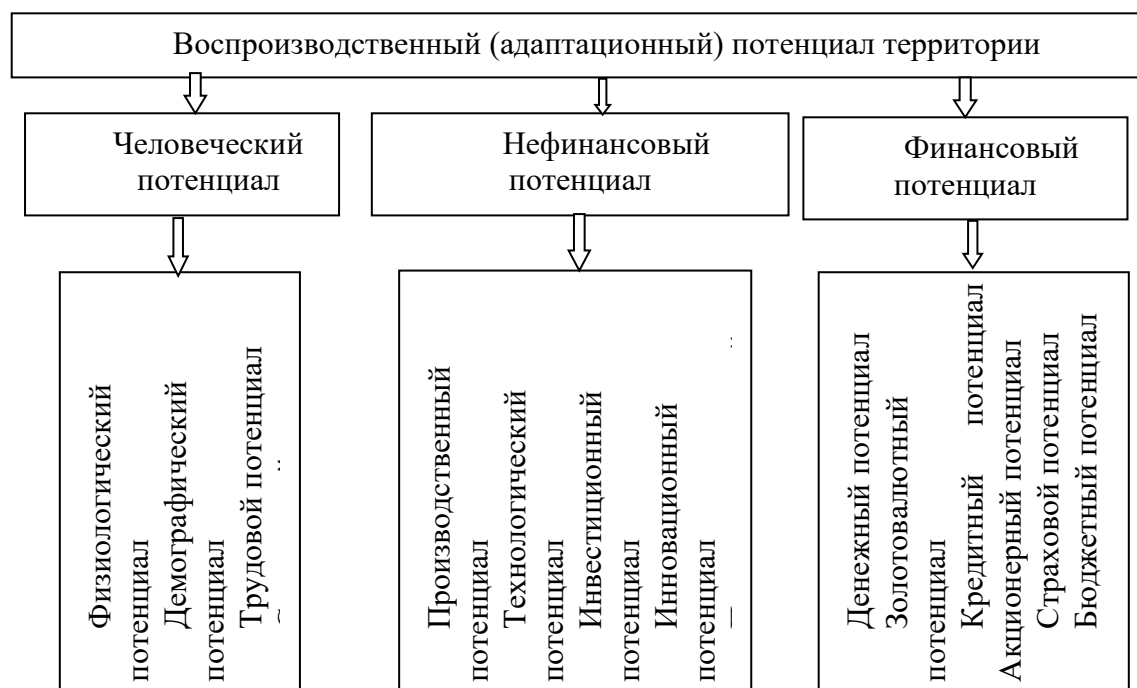 Воспроизводственный (адаптационный) потенциал территории
Человеческий
потенциал
Нефинансовый
потенциал
Финансовый
потенциал
Физиологический
потенциал
Демографический
потенциал
Трудовой потенциал
Производственный
потенциал
Технологический
потенциал
Инвестиционный
потенциал
Инновационный
потенциал
Денежный потенциал
Золотовалютный
потенциал
Кредитный потенциал
Акционерный потенциал
Страховой потенциал
Бюджетный потенциал